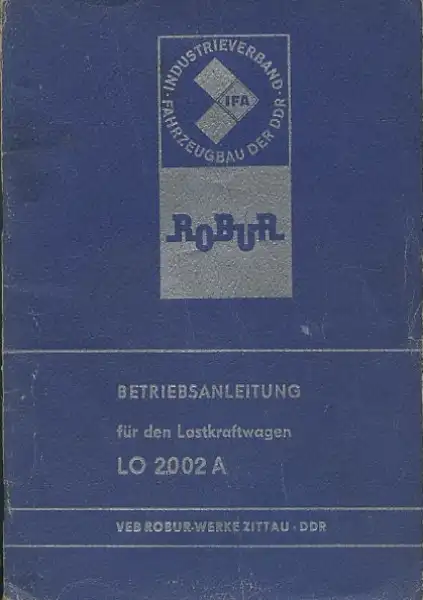 INDUSTRIEVERBAND
FAHRZEUGBAU DER DDR
IFA
ROBUR
BETRIEBSANLEITUNG
für den Lastkraftwagen
LO 2002 A
VEB ROBUR-WERKE ZITTAU · DDR